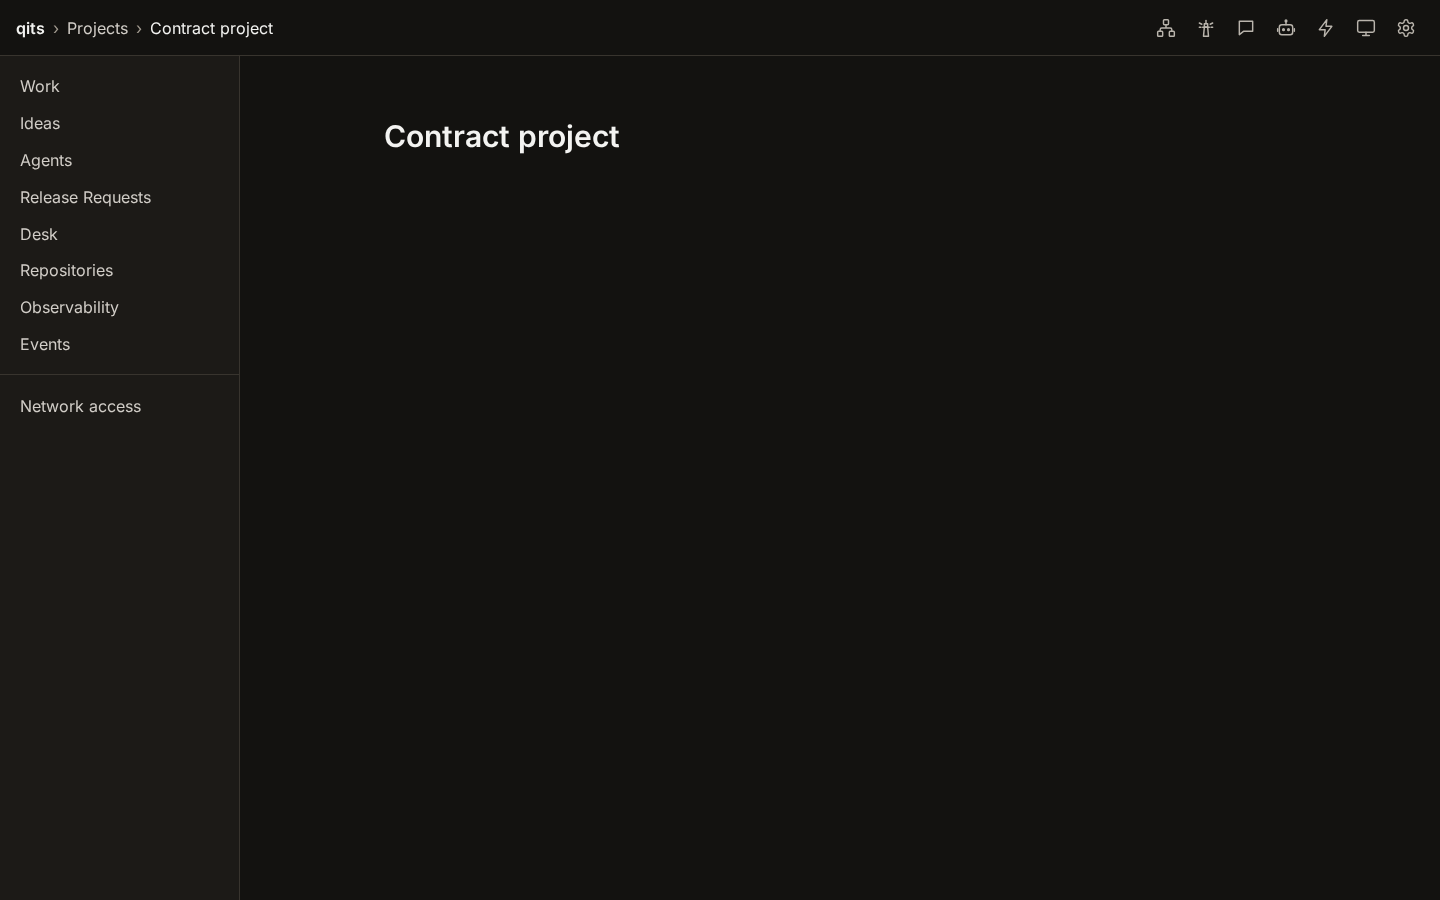 qits › Projects › Contract project
Work
Ideas
Agents
Release Requests
Desk
Repositories
Observability
Events
Network access
Contract project